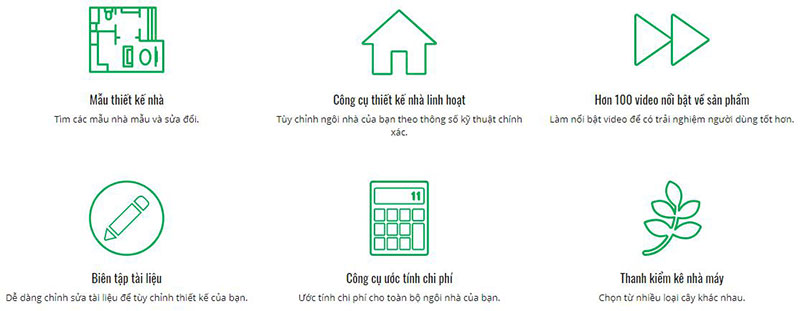 Mẫu thiết kế nhà
Tìm các mẫu nhà mẫu và sửa đổi.
Công cụ thiết kế nhà linh hoạt
Tùy chỉnh ngôi nhà của bạn theo thông số kỹ thuật chính
xác.
Hơn 100 video nổi bật về sản phẩm
Làm nổi bật video để có trải nghiệm người dùng tốt hơn.
Biên tập tài liệu
Dễ dàng chỉnh sửa tài liệu để tùy chỉnh thiết kế của bạn.
11
Công cụ ước tính chi phí
Ước tính chi phí cho toàn bộ ngôi nhà của bạn.
Thanh kiểm kê nhà máy
Chọn từ nhiều loại cây khác nhau.